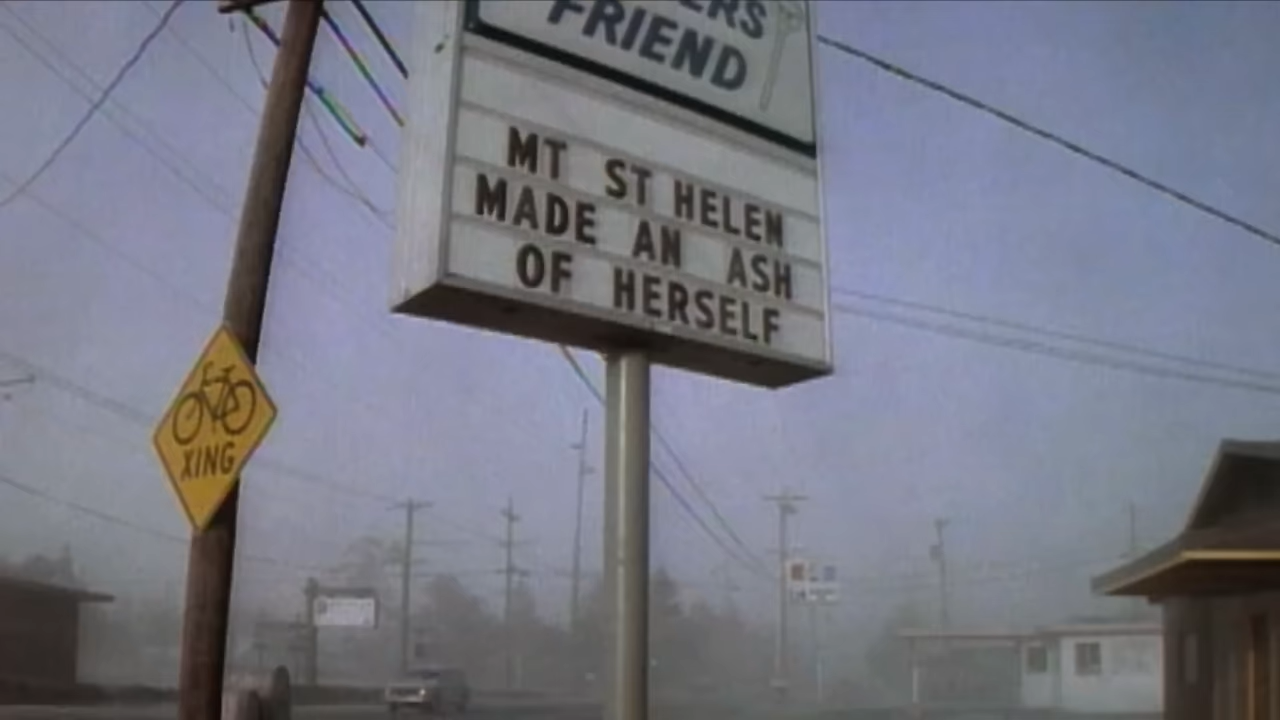 FRIEND
MT ST HELEN
MADE AN ASH
OF HERSELF
XING